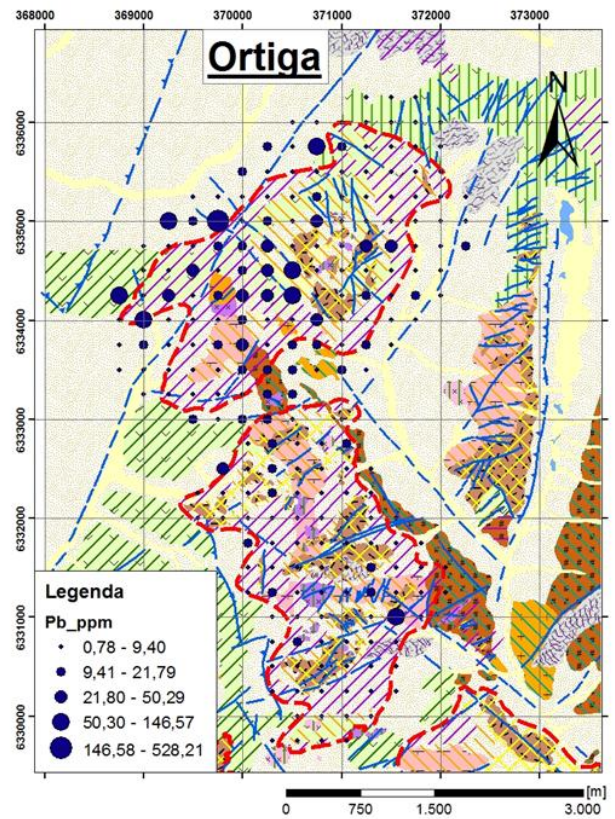 368000 369000 370000 371000 372000 373000
Ortiga
N
6336000
6335000
6334000
6333000
6332000
6331000
6330000
Legenda
Pb_ppm
0,78 - 9,40
9,41 - 21,79
21,80 - 50,29
50,30 - 146,57
146,58 - 528,21
[m]
0 750 1.500 3.000